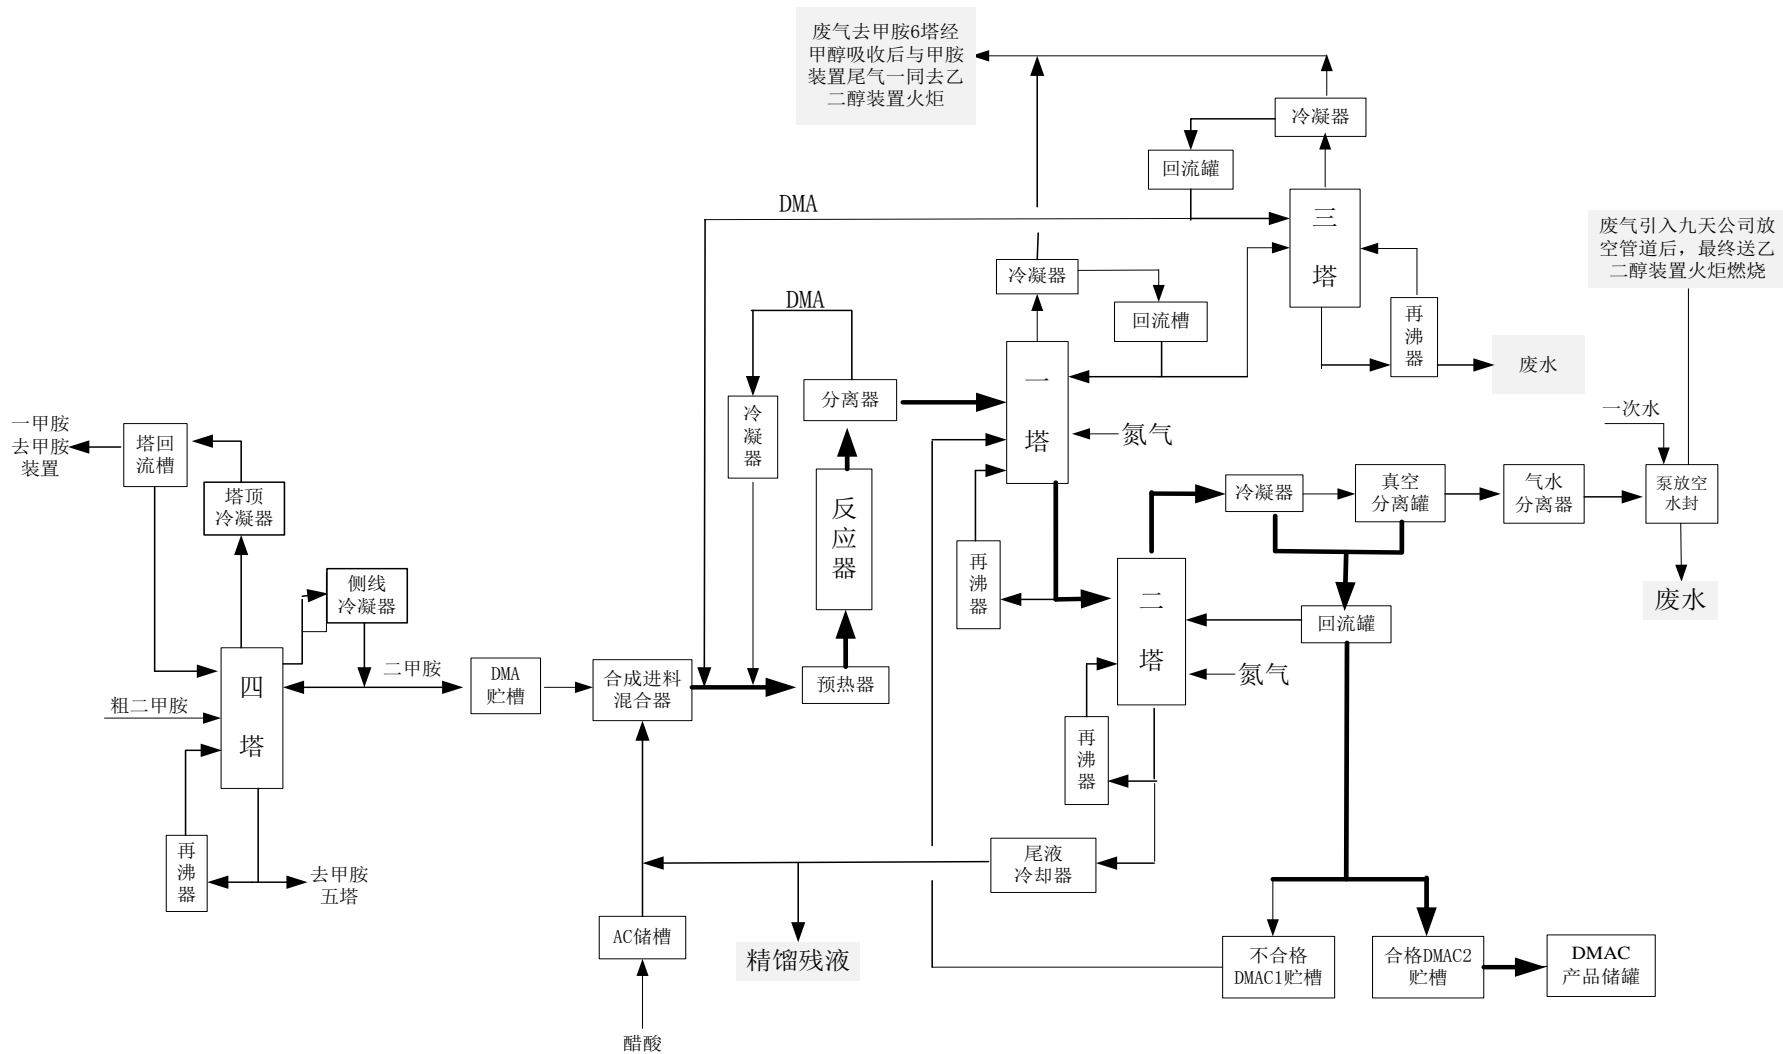 废气去甲胺6塔经
甲醇吸收后与甲胺
装置尾气一同去乙
二醇装置火炬
冷凝器
回流罐
DMA
三
塔
废气引入九天公司放
空管道后，最终送乙
二醇装置火炬燃烧
冷凝器
DMA
回流槽
再
沸
器
废水
一
塔
分离器
冷
凝
器
一次水
一甲胺
去甲胺
装置
塔回
流槽
氮气
塔顶
冷凝器
反
应
器
冷凝器
真空
分离罐
气水
分离器
泵放空
水封
再
沸
器
侧线
冷凝器
二
塔
废水
回流罐
四
塔
二甲胺
DMA
贮槽
合成进料
混合器
预热器
氮气
粗二甲胺
再
沸
器
再
沸
器
去甲胺
五塔
尾液
冷却器
AC储槽
精馏残液
不合格
DMAC1贮槽
合格DMAC2
贮槽
DMAC
产品储罐
醋酸